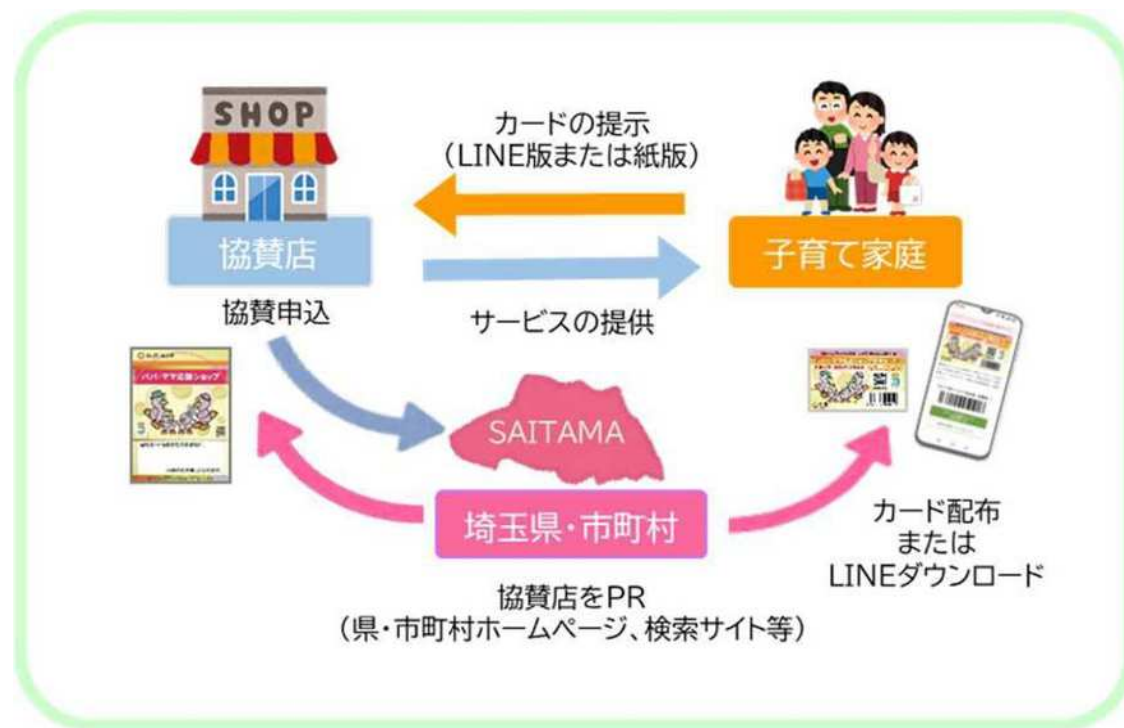 SHOP
カードの提示
（LINE版または紙版）
協賛店
子育て家庭
協賛申込
サービスの提供
パパ・ママ応援ショップ
SAITAMA
埼玉県・市町村
カード配布
または
LINEダウンロード
協賛店をPR
（県・市町村ホームページ、検索サイト等）